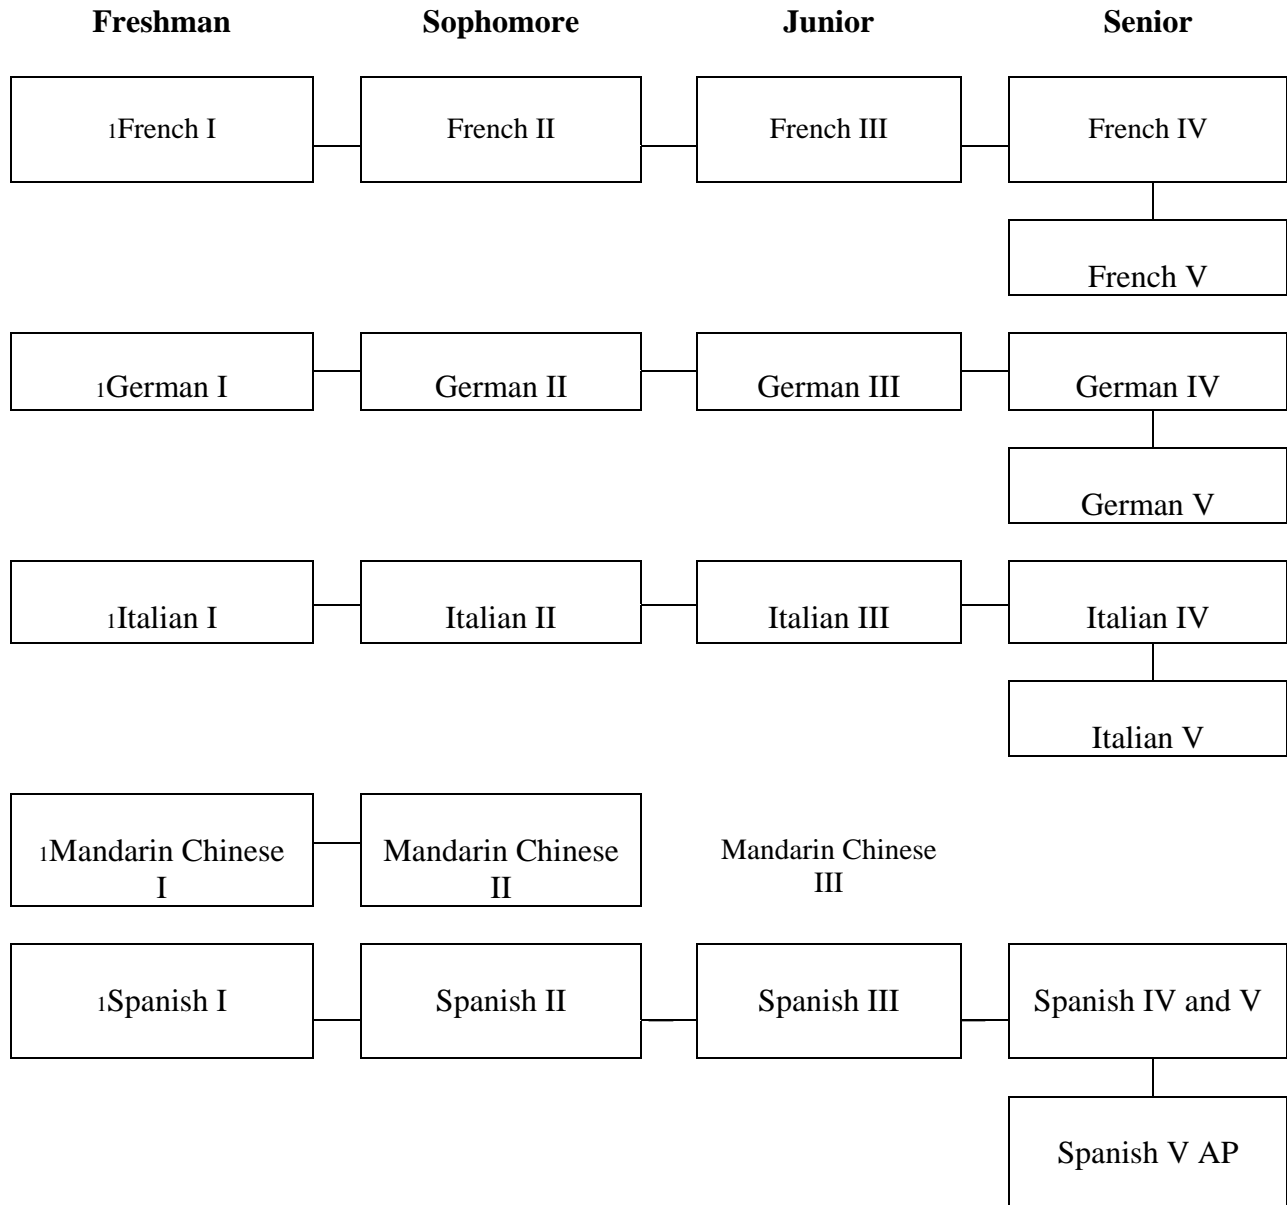 Freshman Sophomore Junior Senior
1French I French II French III French IV
French V
1German I German II German III German IV
German V
1Italian I Italian II Italian III Italian IV
Italian V
1Mandarin Chinese
I
Mandarin Chinese
II
Mandarin Chinese
III
1Spanish I Spanish II Spanish III Spanish IV and V
Spanish V AP